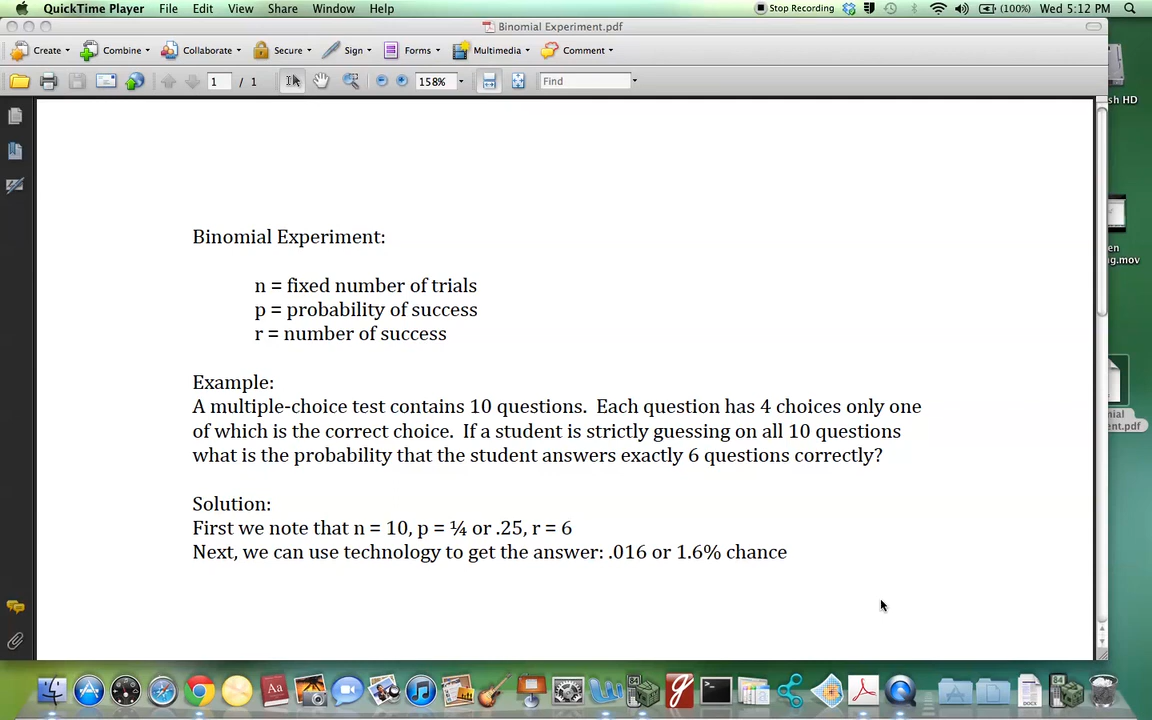 QuickTime Player File Edit View Share Window Help Stop Recording (100%) Wed 5:12 PM
Binomial Experiment.pdf
Create Combine Collaborate Secure Sign Forms Multimedia Comment
1 / 1 158% Find
Binomial Experiment:
n = fixed number of trials
p = probability of success
r = number of success
Example:
A multiple-choice test contains 10 questions. Each question has 4 choices only one
of which is the correct choice. If a student is strictly guessing on all 10 questions
what is the probability that the student answers exactly 6 questions correctly?
Solution:
First we note that n = 10, p = ¼ or .25, r = 6
Next, we can use technology to get the answer: .016 or 1.6% chance